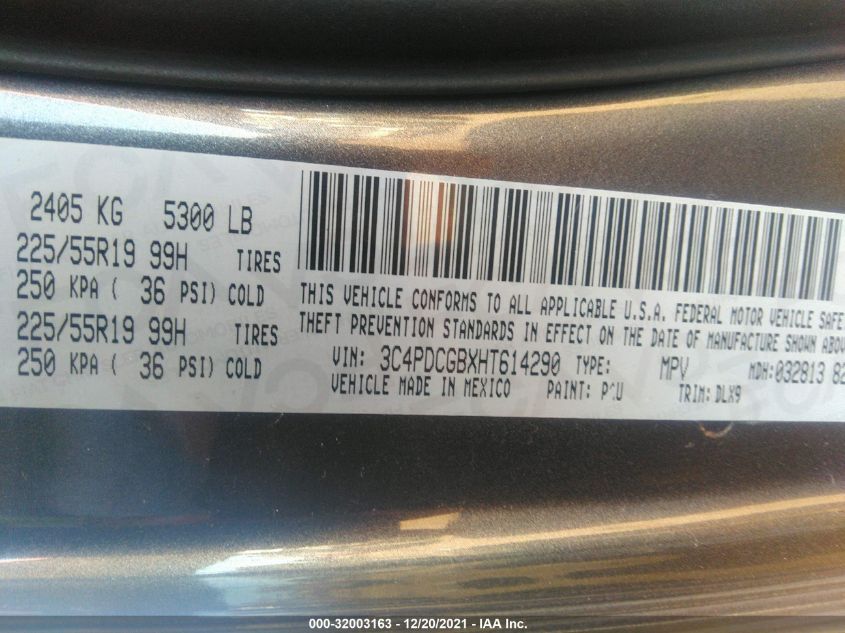 2405 KG 5300 LB
225/55R19 99H TIRES
250 KPA ( 36 PSI) COLD
225/55R19 99H TIRES
250 KPA ( 36 PSI) COLD
THIS VEHICLE CONFORMS TO ALL APPLICABLE U.S.A. FEDERAL MOTOR VEHICLE SAFE
THEFT PREVENTION STANDARDS IN EFFECT ON THE DATE OF MANUFACTURE SHOWN ABOV
VIN: 3C4PDCGBXHT614290 TYPE: MPV MDH:032813 82
VEHICLE MADE IN MEXICO PAINT: TRIM: DLX9
000-32003163 - 12/20/2021 - IAA Inc.